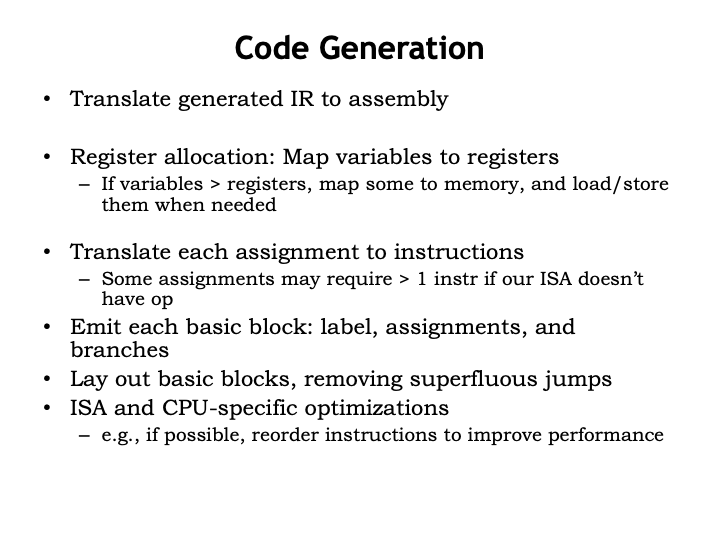 Code Generation
• Translate generated IR to assembly
• Register allocation: Map variables to registers
– If variables > registers, map some to memory, and load/store
them when needed
• Translate each assignment to instructions
– Some assignments may require > 1 instr if our ISA doesn’t
have op
• Emit each basic block: label, assignments, and
branches
• Lay out basic blocks, removing superfluous jumps
• ISA and CPU-specific optimizations
– e.g., if possible, reorder instructions to improve performance